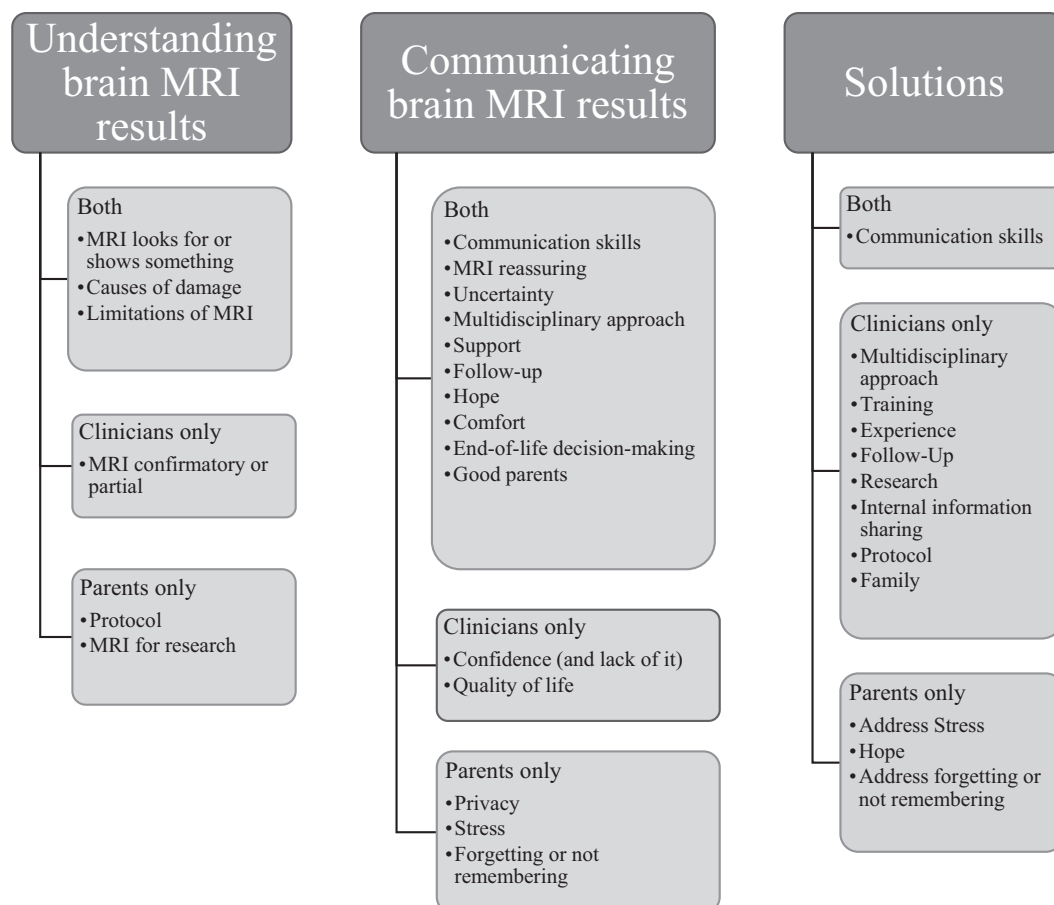 Understanding
brain MRI
results
Both
•MRI looks for or
shows something
•Causes of damage
•Limitations of MRI
Clinicians only
•MRI confirmatory or
partial
Parents only
•Protocol
•MRI for research
Communicating
brain MRI results
Both
•Communication skills
•MRI reassuring
•Uncertainty
•Multidisciplinary approach
•Support
•Follow-up
•Hope
•Comfort
•End-of-life decision-making
•Good parents
Clinicians only
•Confidence (and lack of it)
•Quality of life
Parents only
•Privacy
•Stress
•Forgetting or not
remembering
Solutions
Both
•Communication skills
Clinicians only
•Multidisciplinary
approach
•Training
•Experience
•Follow-Up
•Research
•Internal information
sharing
•Protocol
•Family
Parents only
•Address Stress
•Hope
•Address forgetting or
not remembering